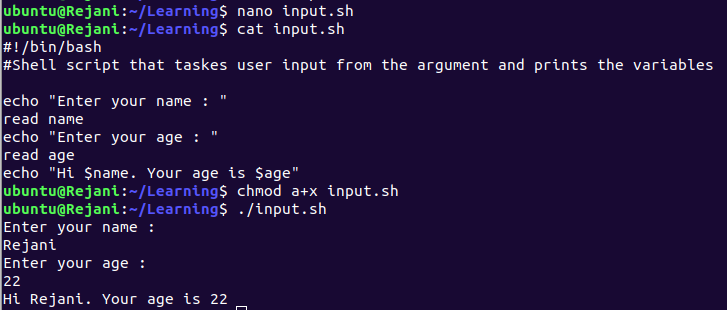 ubuntu@Rejani:~/Learning$ nano input.sh
ubuntu@Rejani:~/Learning$ cat input.sh
#!/bin/bash
#Shell script that taskes user input from the argument and prints the variables
echo "Enter your name : "
read name
echo "Enter your age : "
read age
echo "Hi $name. Your age is $age"
ubuntu@Rejani:~/Learning$ chmod a+x input.sh
ubuntu@Rejani:~/Learning$ ./input.sh
Enter your name :
Rejani
Enter your age :
22
Hi Rejani. Your age is 22